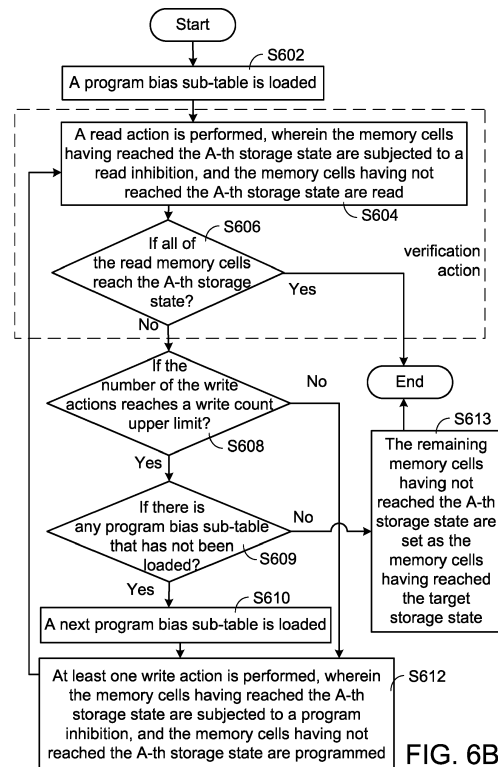 Start
S602
A program bias sub-table is loaded
A read action is performed, wherein the memory cells
having reached the A-th storage state are subjected to a
read inhibition, and the memory cells having not
reached the A-th storage state are read
S604
S606
If all of
the read memory cells
reach the A-th storage
state?
verification
action
Yes
No
If the
number of the write
actions reaches a write count
upper limit?
No
End
S608
S613
Yes
The remaining
memory cells
having not
reached the A-th
storage state are
set as the
memory cells
having reached
the target
storage state
If there is
any program bias sub-table
that has not been
loaded?
No
S609
Yes
S610
A next program bias sub-table is loaded
At least one write action is performed, wherein
the memory cells having reached the A-th
storage state are subjected to a program
inhibition, and the memory cells having not
reached the A-th storage state are programmed
S612
FIG. 6B